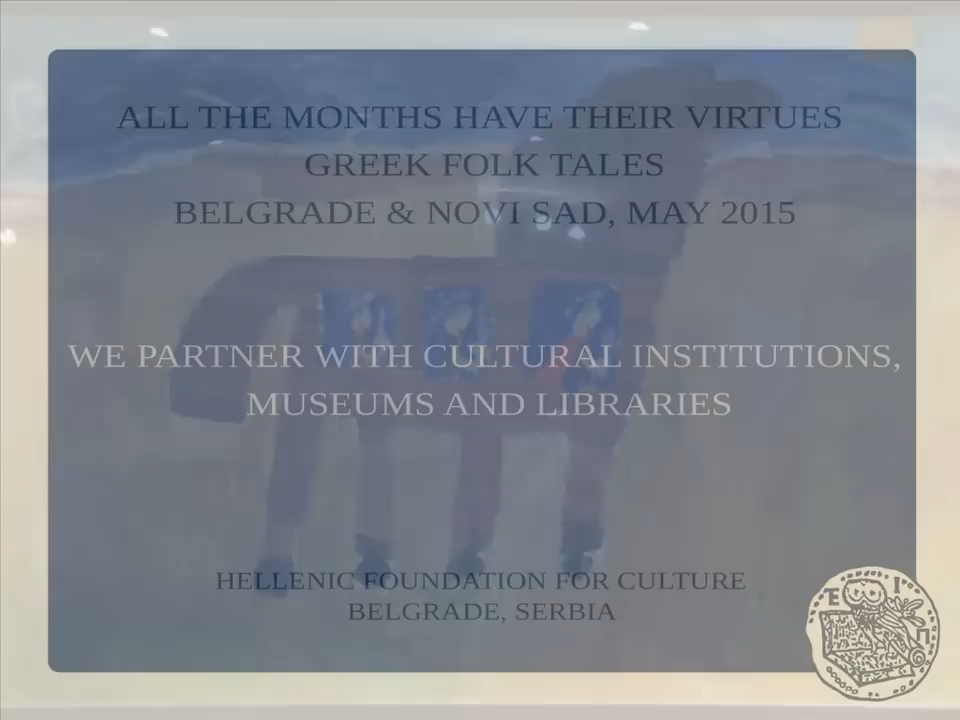 ALL THE MONTHS HAVE THEIR VIRTUES
GREEK FOLK TALES
BELGRADE & NOVI SAD, MAY 2015
WE PARTNER WITH CULTURAL INSTITUTIONS,
MUSEUMS AND LIBRARIES
HELLENIC FOUNDATION FOR CULTURE
BELGRADE, SERBIA
Ε Ι Π